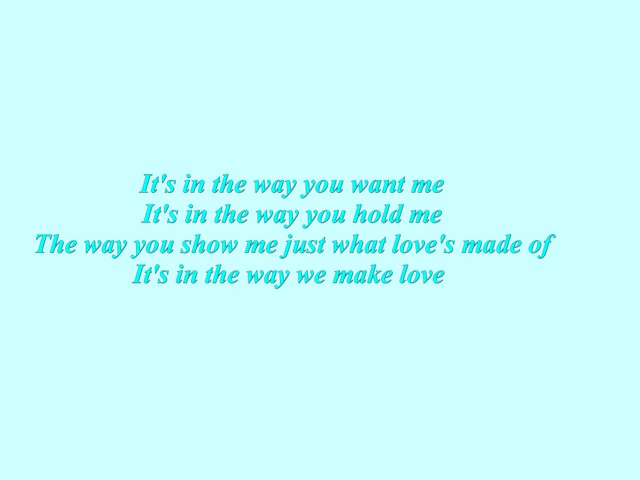 It's in the way you want me
It's in the way you hold me
The way you show me just what love's made of
It's in the way we make love